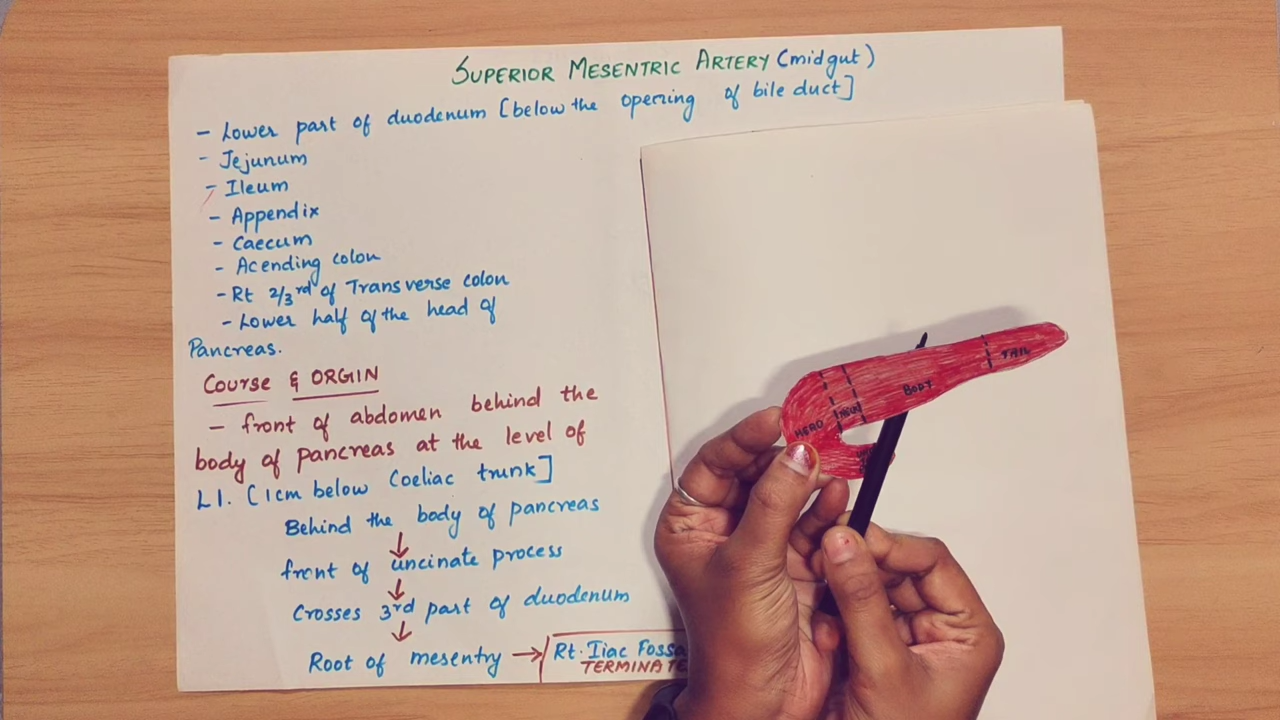 SUPERIOR MESENTRIC ARTERY (midgut)
- Lower part of duodenum [below the opening of bile duct]
- Jejunum
- Ileum
- Appendix
- Caecum
- Acending colon
- Rt 2/3rd of Transverse colon
- Lower half of the head of
Pancreas.
Course & ORGIN
- front of abdomen behind the
body of pancreas at the level of
L1. [1cm below Coeliac trunk]
Behind the body of pancreas
↓
front of uncinate process
↓
Crosses 3rd part of duodenum
↓
Root of mesentry → Rt. Iiac Fossa
TERMINATE
HEAD
NECK
BODY
TAIL